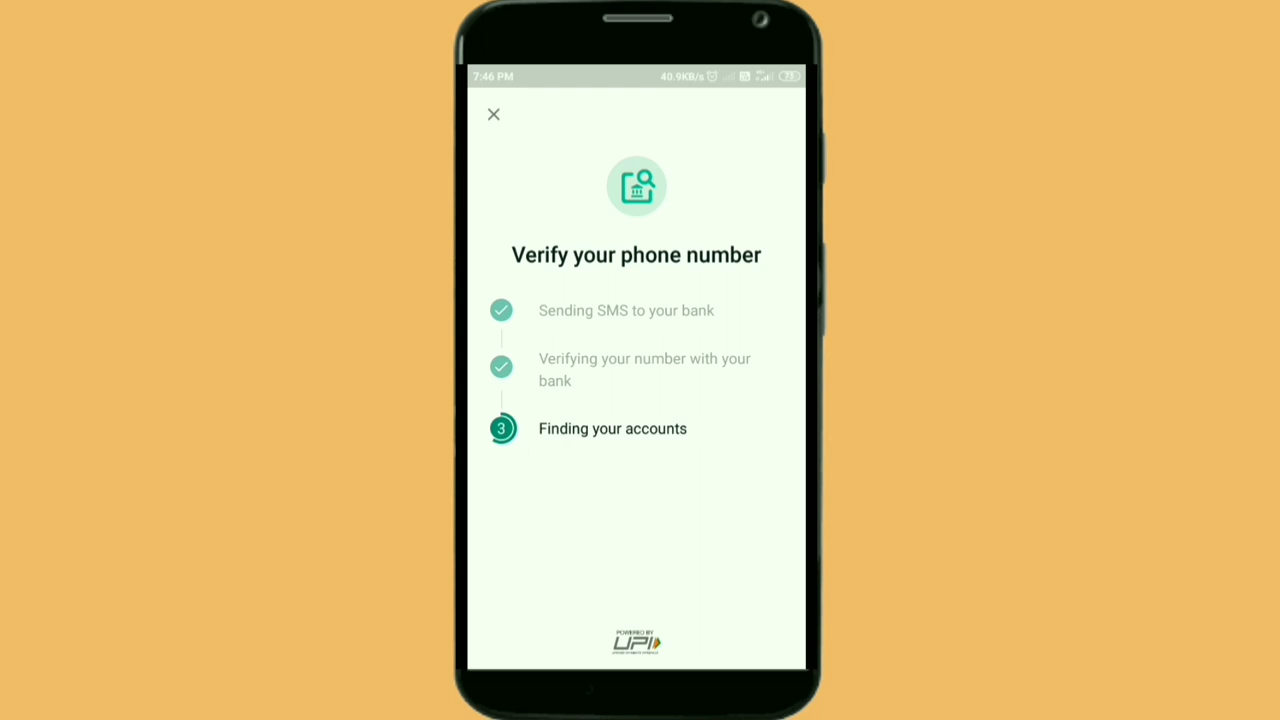 7:46 PM 40.9KB/s 73
Verify your phone number
Sending SMS to your bank
Verifying your number with your
bank
3 Finding your accounts
POWERED BY
UPI